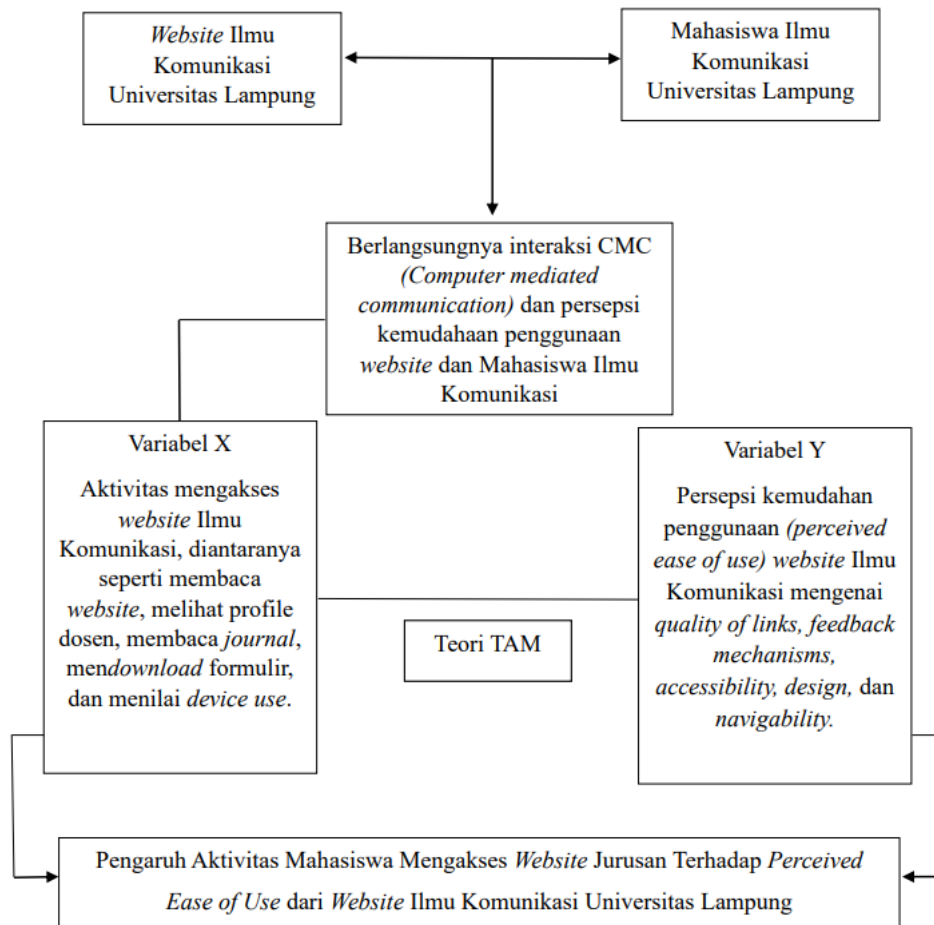 Website Ilmu
Komunikasi
Universitas Lampung
Mahasiswa Ilmu
Komunikasi
Universitas Lampung
Berlangsungnya interaksi CMC
(Computer mediated
communication) dan persepsi
kemudahaan penggunaan
website dan Mahasiswa Ilmu
Komunikasi
Variabel X
Aktivitas mengakses
website Ilmu
Komunikasi, diantaranya
seperti membaca
website, melihat profile
dosen, membaca journal,
mendownload formulir,
dan menilai device use.
Teori TAM
Variabel Y
Persepsi kemudahan
penggunaan (perceived
ease of use) website Ilmu
Komunikasi mengenai
quality of links, feedback
mechanisms,
accessibility, design, dan
navigability.
Pengaruh Aktivitas Mahasiswa Mengakses Website Jurusan Terhadap Perceived
Ease of Use dari Website Ilmu Komunikasi Universitas Lampung